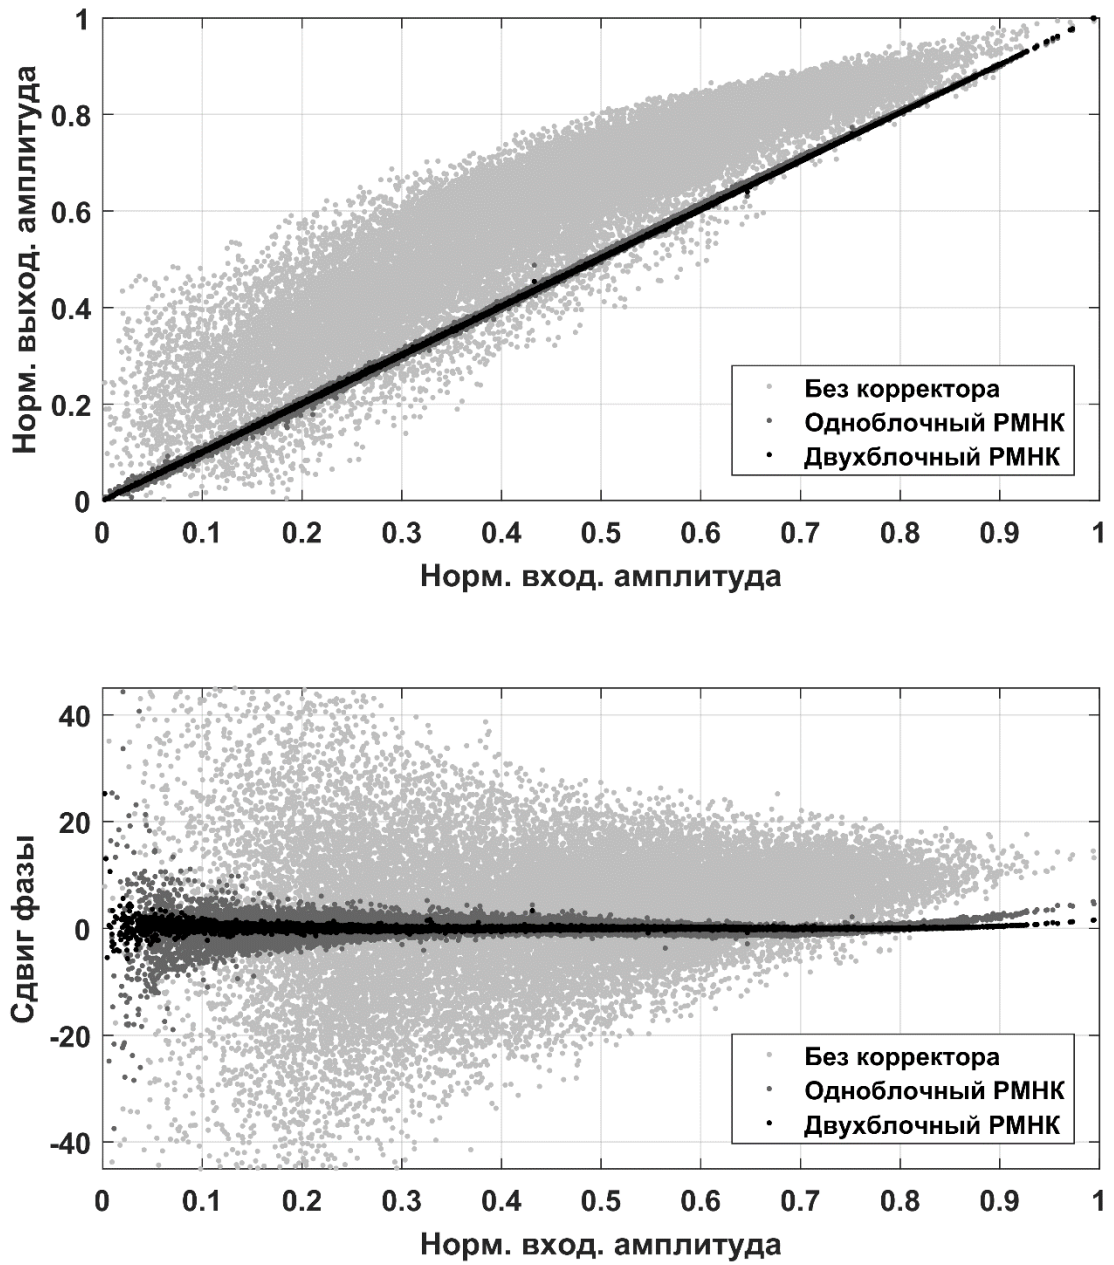 1
0.8
0.6
0.4
0.2
0
Норм. выход. амплитуда
Без корректора
Одноблочный РМНК
Двухблочный РМНК
0 0.1 0.2 0.3 0.4 0.5 0.6 0.7 0.8 0.9 1
Норм. вход. амплитуда
40
20
0
-20
-40
Сдвиг фазы
Без корректора
Одноблочный РМНК
Двухблочный РМНК
0 0.1 0.2 0.3 0.4 0.5 0.6 0.7 0.8 0.9 1
Норм. вход. амплитуда